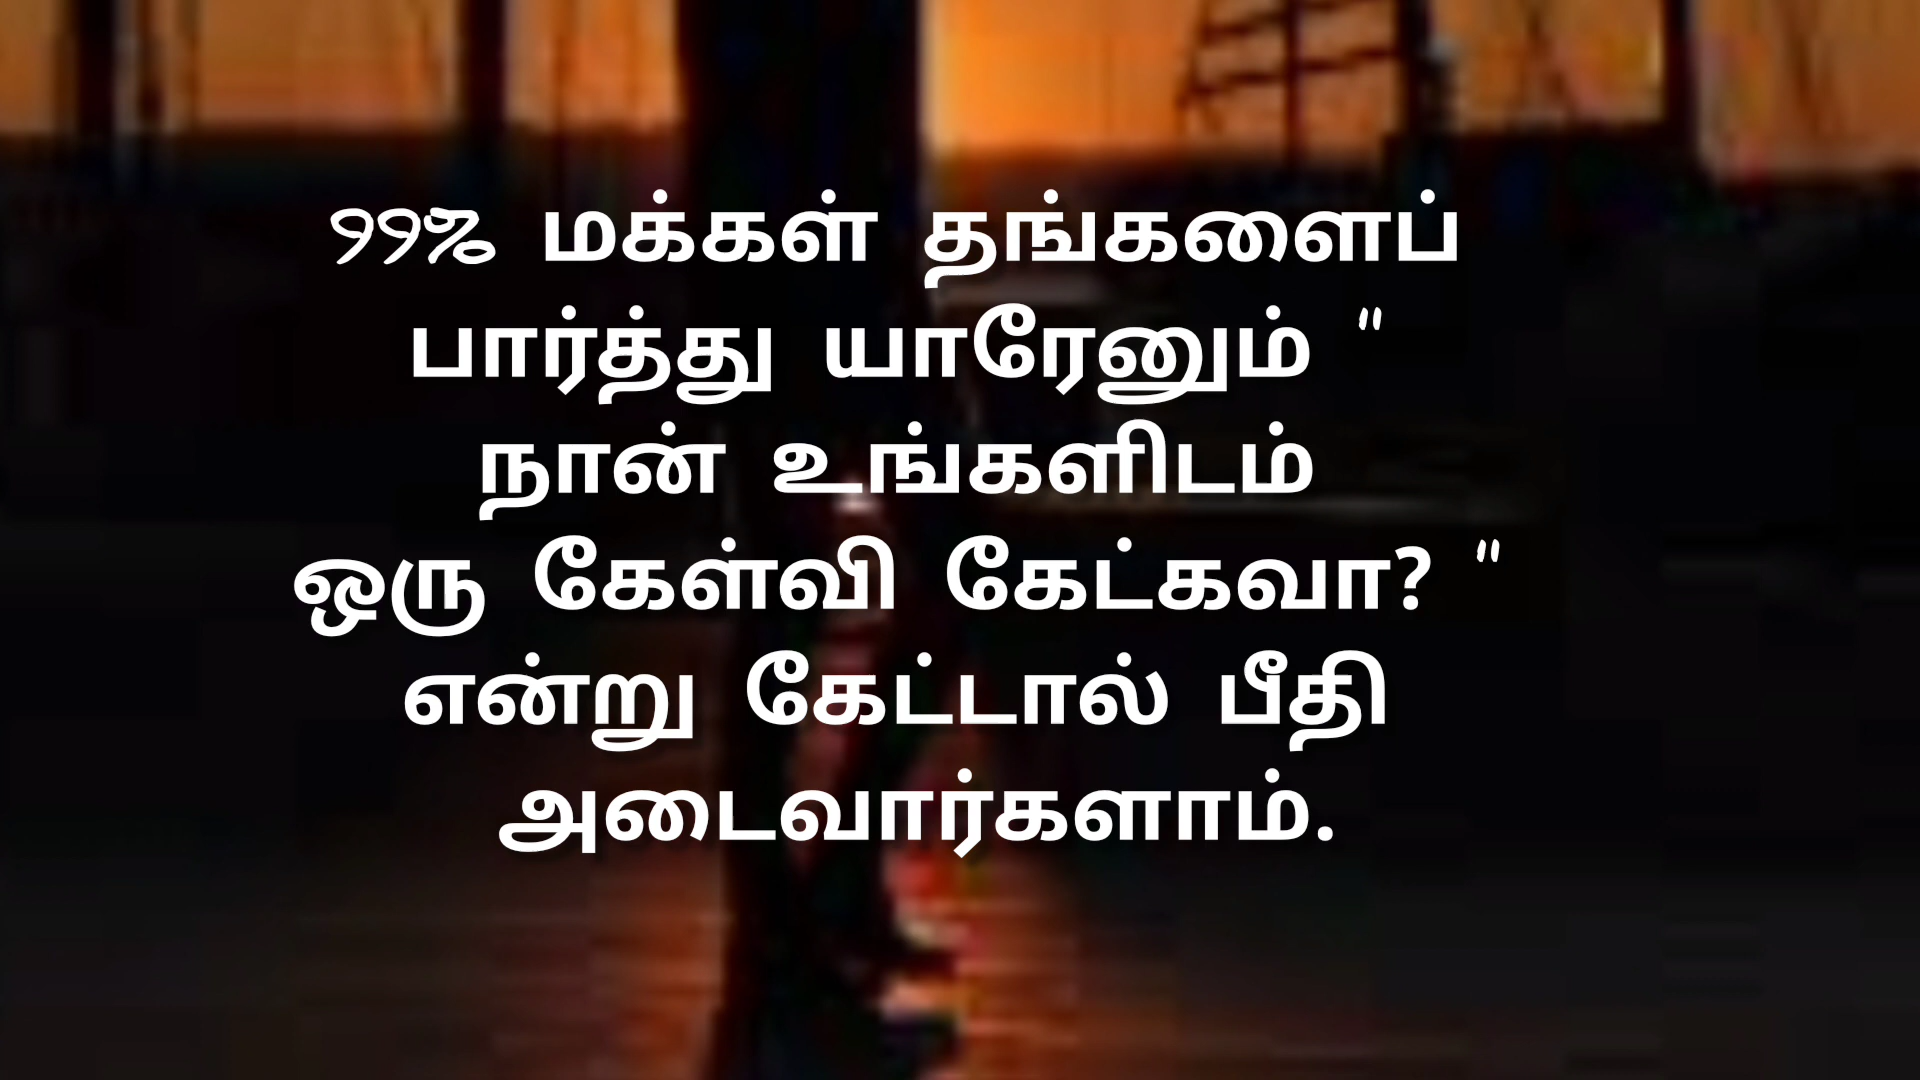 99% மக்கள் தங்களைப்
பார்த்து யாரேனும் "
நான் உங்களிடம்
ஒரு கேள்வி கேட்கவா? "
என்று கேட்டால் பீதி
அடைவார்களாம்.